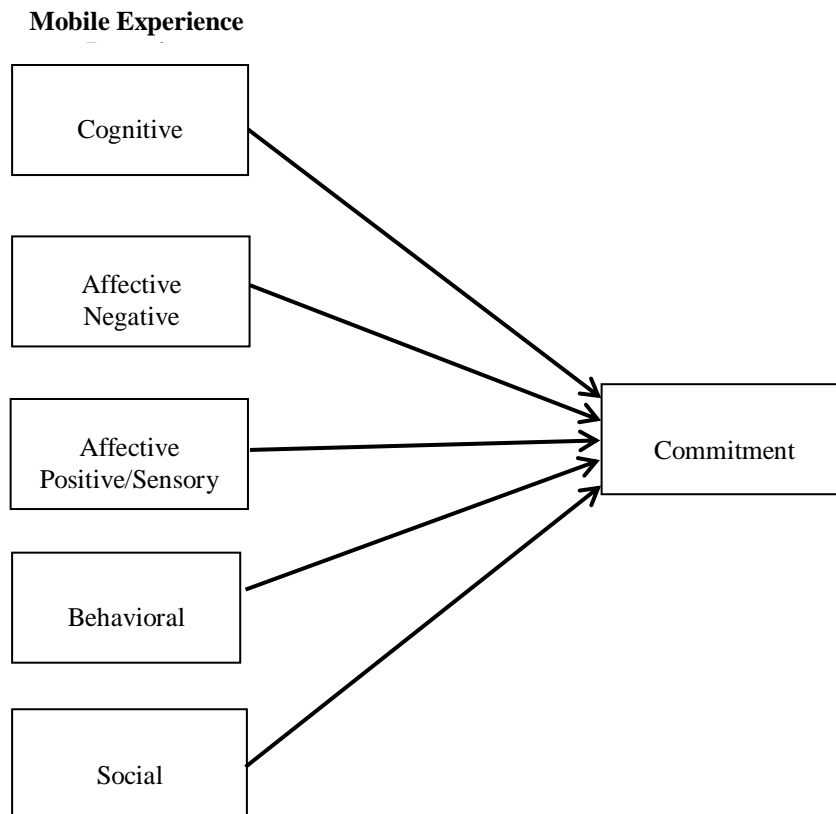 Mobile Experience
Cognitive
Affective
Negative
Affective
Positive/Sensory
Commitment
Behavioral
Social